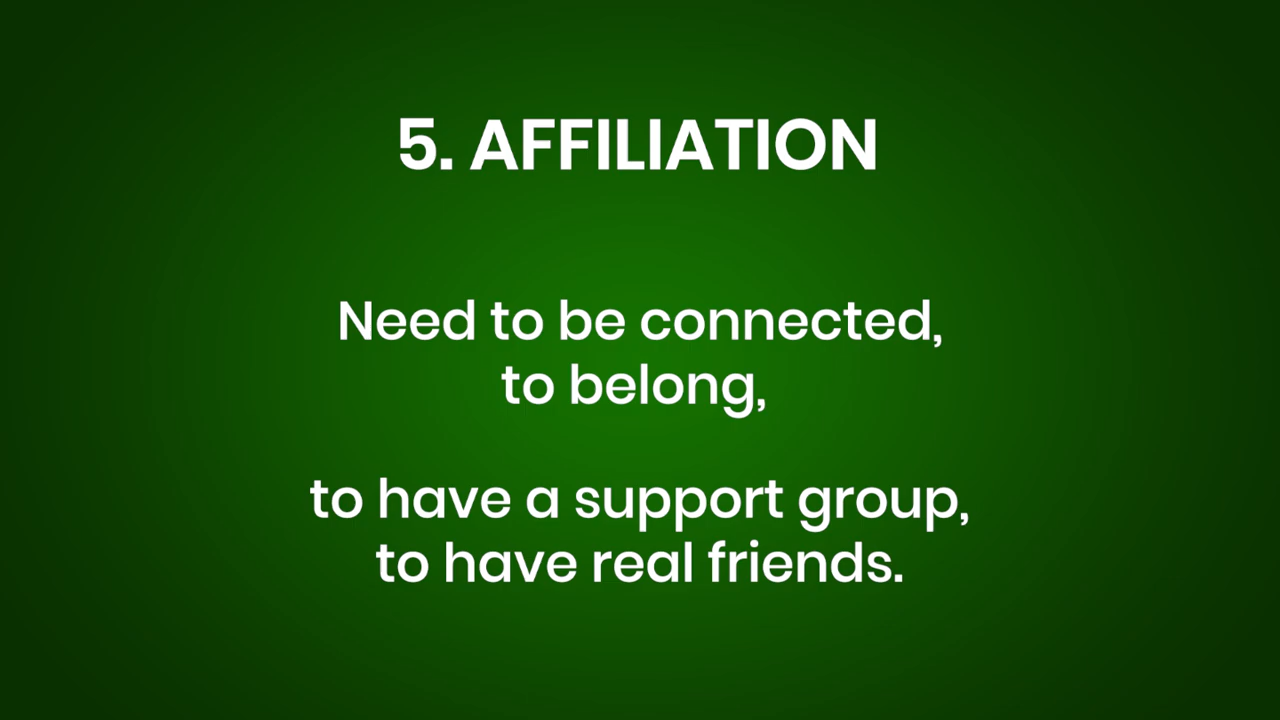 5. AFFILIATION
Need to be connected,
to belong,
to have a support group,
to have real friends.